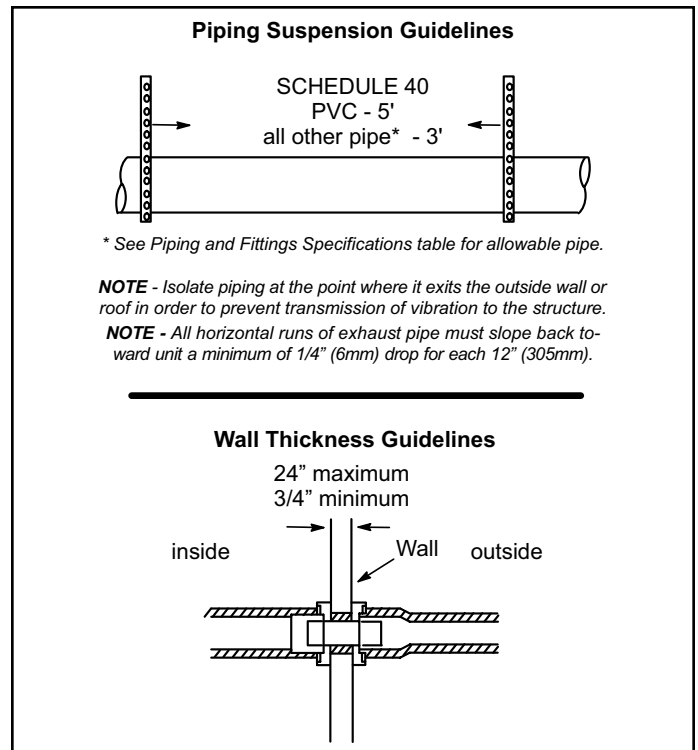 Piping Suspension Guidelines
SCHEDULE 40
PVC - 5'
all other pipe* - 3'
* See Piping and Fittings Specifications table for allowable pipe.
NOTE - Isolate piping at the point where it exits the outside wall or
roof in order to prevent transmission of vibration to the structure.
NOTE - All horizontal runs of exhaust pipe must slope back to-
ward unit a minimum of 1/4” (6mm) drop for each 12” (305mm).
Wall Thickness Guidelines
24” maximum
3/4” minimum
inside Wall outside